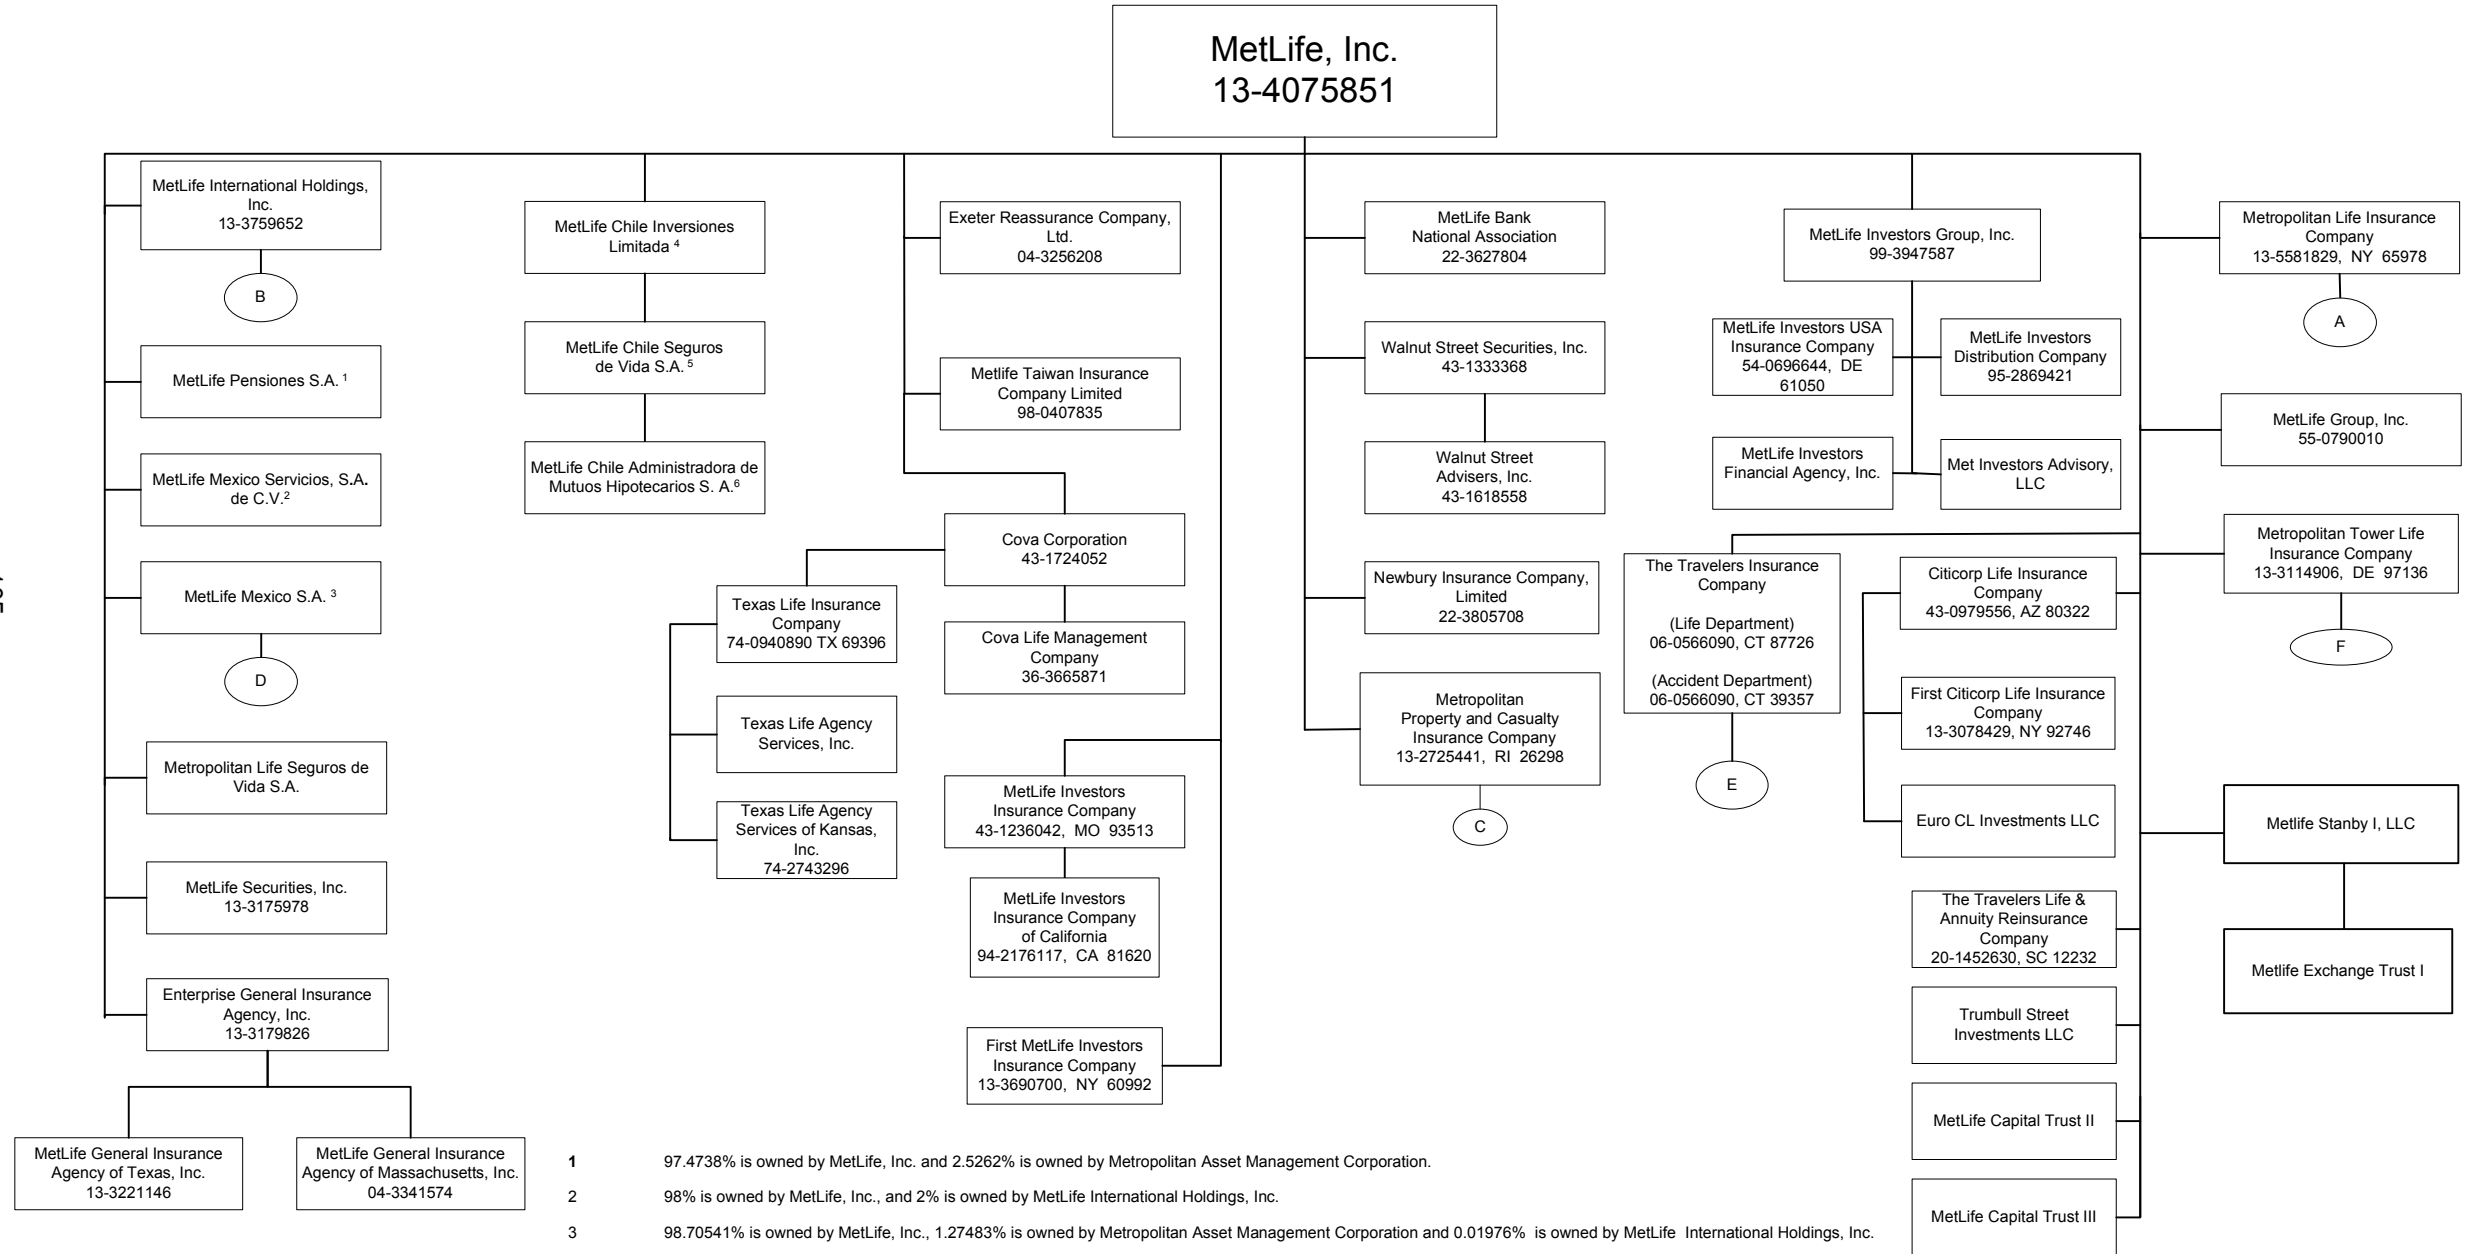 MetLife, Inc.
13-4075851
MetLife International Holdings,
Inc.
13-3759652
B
MetLife Pensiones S.A. 1
MetLife Mexico Servicios, S.A.
de C.V.2
MetLife Mexico S.A. 3
D
Metropolitan Life Seguros de
Vida S.A.
MetLife Securities, Inc.
13-3175978
Enterprise General Insurance
Agency, Inc.
13-3179826
MetLife General Insurance
Agency of Texas, Inc.
13-3221146
MetLife General Insurance
Agency of Massachusetts, Inc.
04-3341574
MetLife Chile Inversiones
Limitada 4
MetLife Chile Seguros
de Vida S.A. 5
MetLife Chile Administradora de
Mutuos Hipotecarios S. A.6
Exeter Reassurance Company,
Ltd.
04-3256208
Metlife Taiwan Insurance
Company Limited
98-0407835
Cova Corporation
43-1724052
Texas Life Insurance
Company
74-0940890 TX 69396
Texas Life Agency
Services, Inc.
Texas Life Agency
Services of Kansas,
Inc.
74-2743296
Cova Life Management
Company
36-3665871
MetLife Investors
Insurance Company
43-1236042, MO 93513
MetLife Investors
Insurance Company
of California
94-2176117, CA 81620
First MetLife Investors
Insurance Company
13-3690700, NY 60992
MetLife Bank
National Association
22-3627804
Walnut Street Securities, Inc.
43-1333368
Walnut Street
Advisers, Inc.
43-1618558
Newbury Insurance Company,
Limited
22-3805708
Metropolitan
Property and Casualty
Insurance Company
13-2725441, RI 26298
C
MetLife Investors Group, Inc.
99-3947587
MetLife Investors USA
Insurance Company
54-0696644, DE
61050
MetLife Investors
Distribution Company
95-2869421
MetLife Investors
Financial Agency, Inc.
Met Investors Advisory,
LLC
The Travelers Insurance
Company
(Life Department)
06-0566090, CT 87726
(Accident Department)
06-0566090, CT 39357
E
Citicorp Life Insurance
Company
43-0979556, AZ 80322
First Citicorp Life Insurance
Company
13-3078429, NY 92746
Euro CL Investments LLC
The Travelers Life &
Annuity Reinsurance
Company
20-1452630, SC 12232
Trumbull Street
Investments LLC
MetLife Capital Trust II
MetLife Capital Trust III
Metropolitan Life Insurance
Company
13-5581829, NY 65978
A
MetLife Group, Inc.
55-0790010
Metropolitan Tower Life
Insurance Company
13-3114906, DE 97136
F
Metlife Stanby I, LLC
Metlife Exchange Trust I
1 97.4738% is owned by MetLife, Inc. and 2.5262% is owned by Metropolitan Asset Management Corporation.
2 98% is owned by MetLife, Inc., and 2% is owned by MetLife International Holdings, Inc.
3 98.70541% is owned by MetLife, Inc., 1.27483% is owned by Metropolitan Asset Management Corporation and 0.01976% is owned by MetLife International Holdings, Inc.